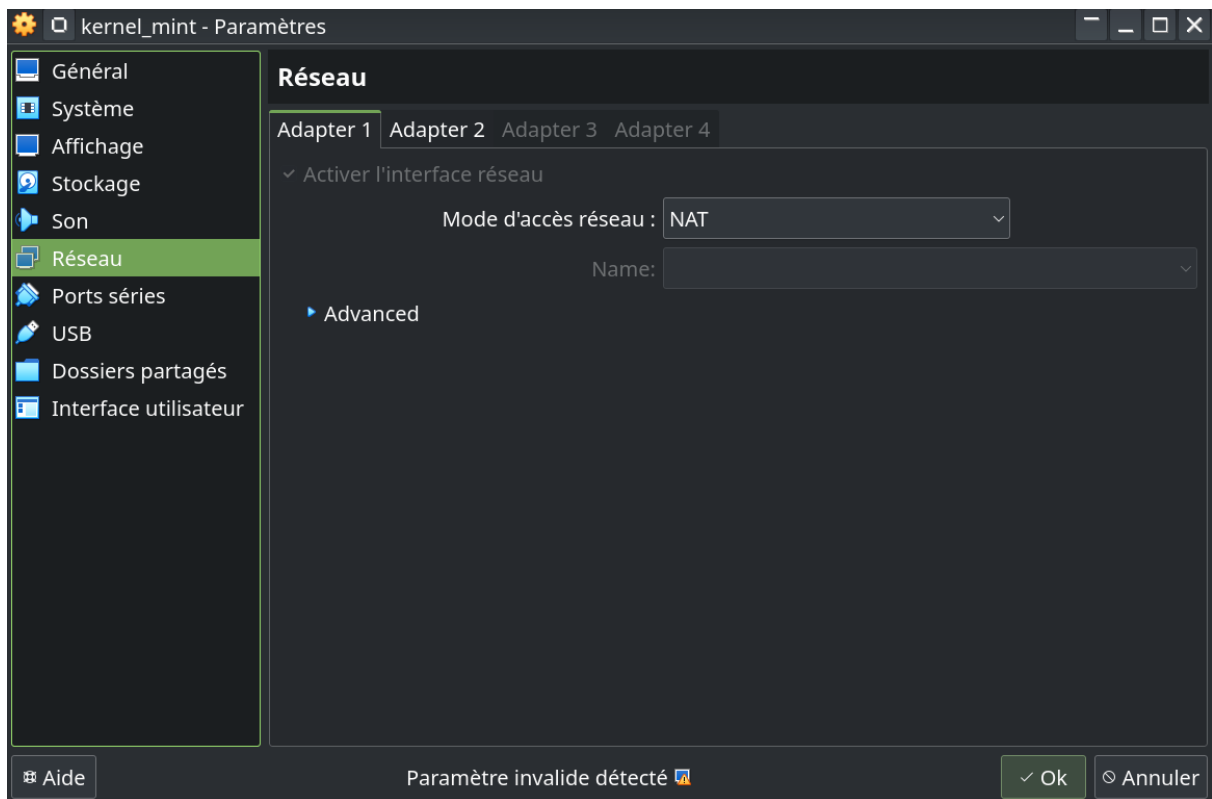 kernel_mint - Paramètres
Général
Système
Affichage
Stockage
Son
Réseau
Ports séries
USB
Dossiers partagés
Interface utilisateur
Réseau
Adapter 1 Adapter 2 Adapter 3 Adapter 4
Activer l'interface réseau
Mode d'accès réseau : NAT
Name:
Advanced
Aide Paramètre invalide détecté Ok Annuler